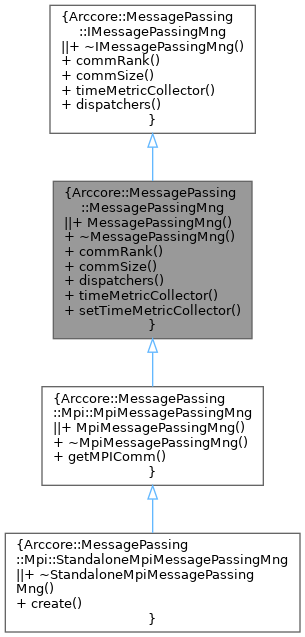 {Arccore::MessagePassing
::IMessagePassingMng
||+ ~IMessagePassingMng()
+ commRank()
+ commSize()
+ timeMetricCollector()
+ dispatchers()
}
{Arccore::MessagePassing
::MessagePassingMng
||+ MessagePassingMng()
+ ~MessagePassingMng()
+ commRank()
+ commSize()
+ dispatchers()
+ timeMetricCollector()
+ setTimeMetricCollector()
}
{Arccore::MessagePassing
::Mpi::MpiMessagePassingMng
||+ MpiMessagePassingMng()
+ ~MpiMessagePassingMng()
+ getMPIComm()
}
{Arccore::MessagePassing
::Mpi::StandaloneMpiMessagePassingMng
||+ ~StandaloneMpiMessagePassing
Mng()
+ create()
}